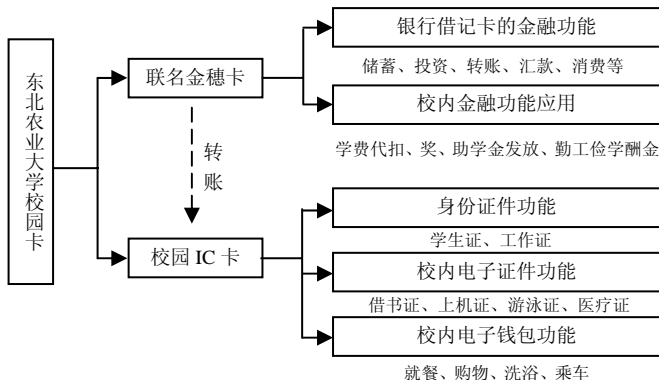 东北农业大学校园卡
联名金穗卡
转账
校园 IC 卡
银行借记卡的金融功能
储蓄、投资、转账、汇款、消费等
校内金融功能应用
学费代扣、奖、助学金发放、勤工俭学酬金
身份证件功能
学生证、工作证
校内电子证件功能
借书证、上机证、游泳证、医疗证
校内电子钱包功能
就餐、购物、洗浴、乘车